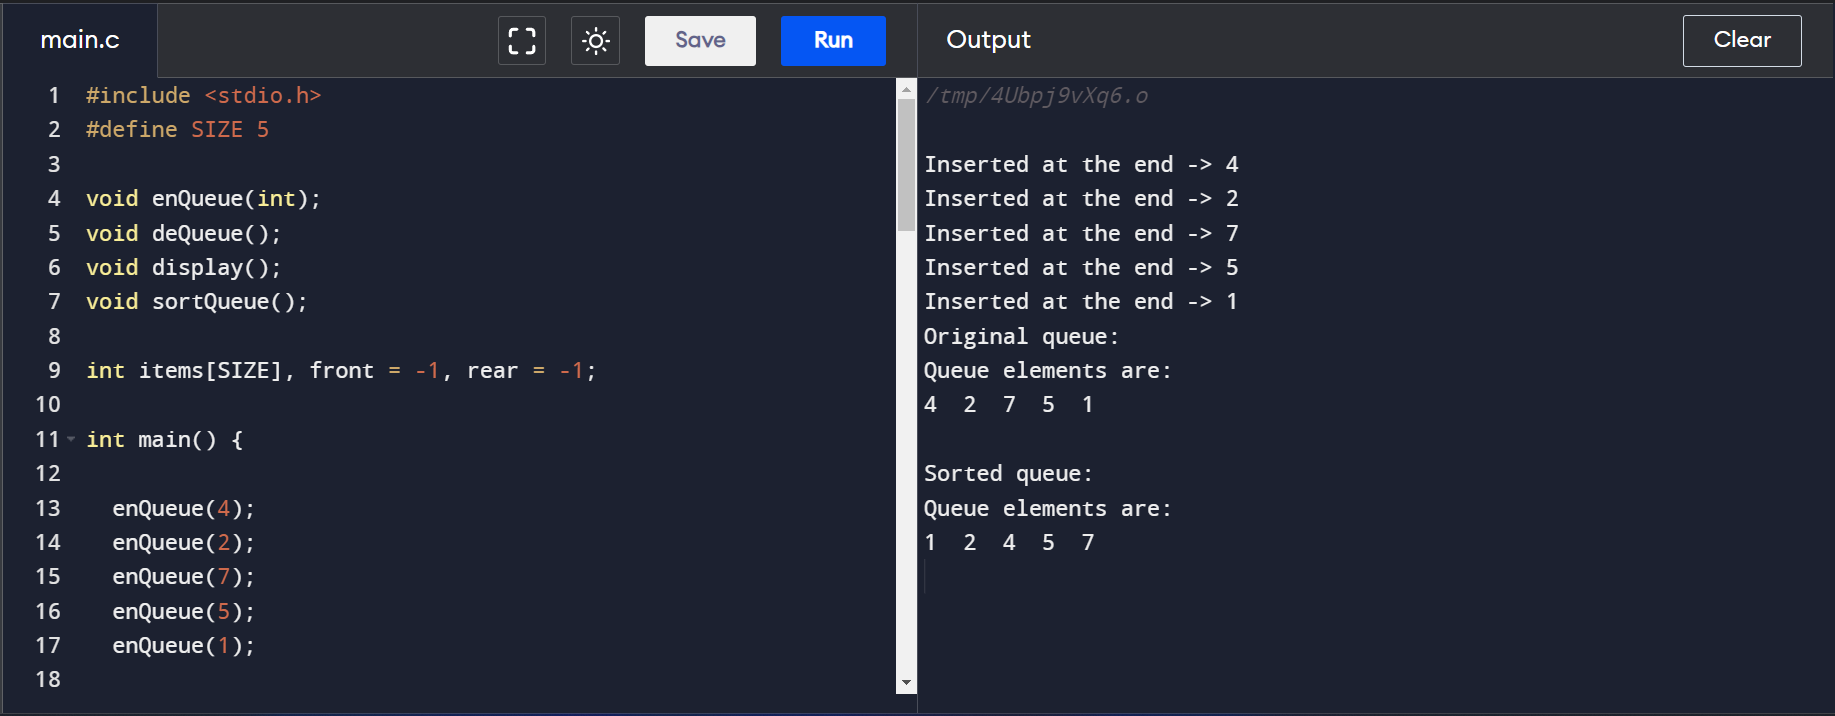 main.c
Save
Run
Output
Clear
1 #include <stdio.h>
2 #define SIZE 5
3
4 void enQueue(int);
5 void deQueue();
6 void display();
7 void sortQueue();
8
9 int items[SIZE], front = -1, rear = -1;
10
11 int main() {
12
13 enQueue(4);
14 enQueue(2);
15 enQueue(7);
16 enQueue(5);
17 enQueue(1);
18
/tmp/4Ubpj9vXq6.o
Inserted at the end -> 4
Inserted at the end -> 2
Inserted at the end -> 7
Inserted at the end -> 5
Inserted at the end -> 1
Original queue:
Queue elements are:
4 2 7 5 1
Sorted queue:
Queue elements are:
1 2 4 5 7